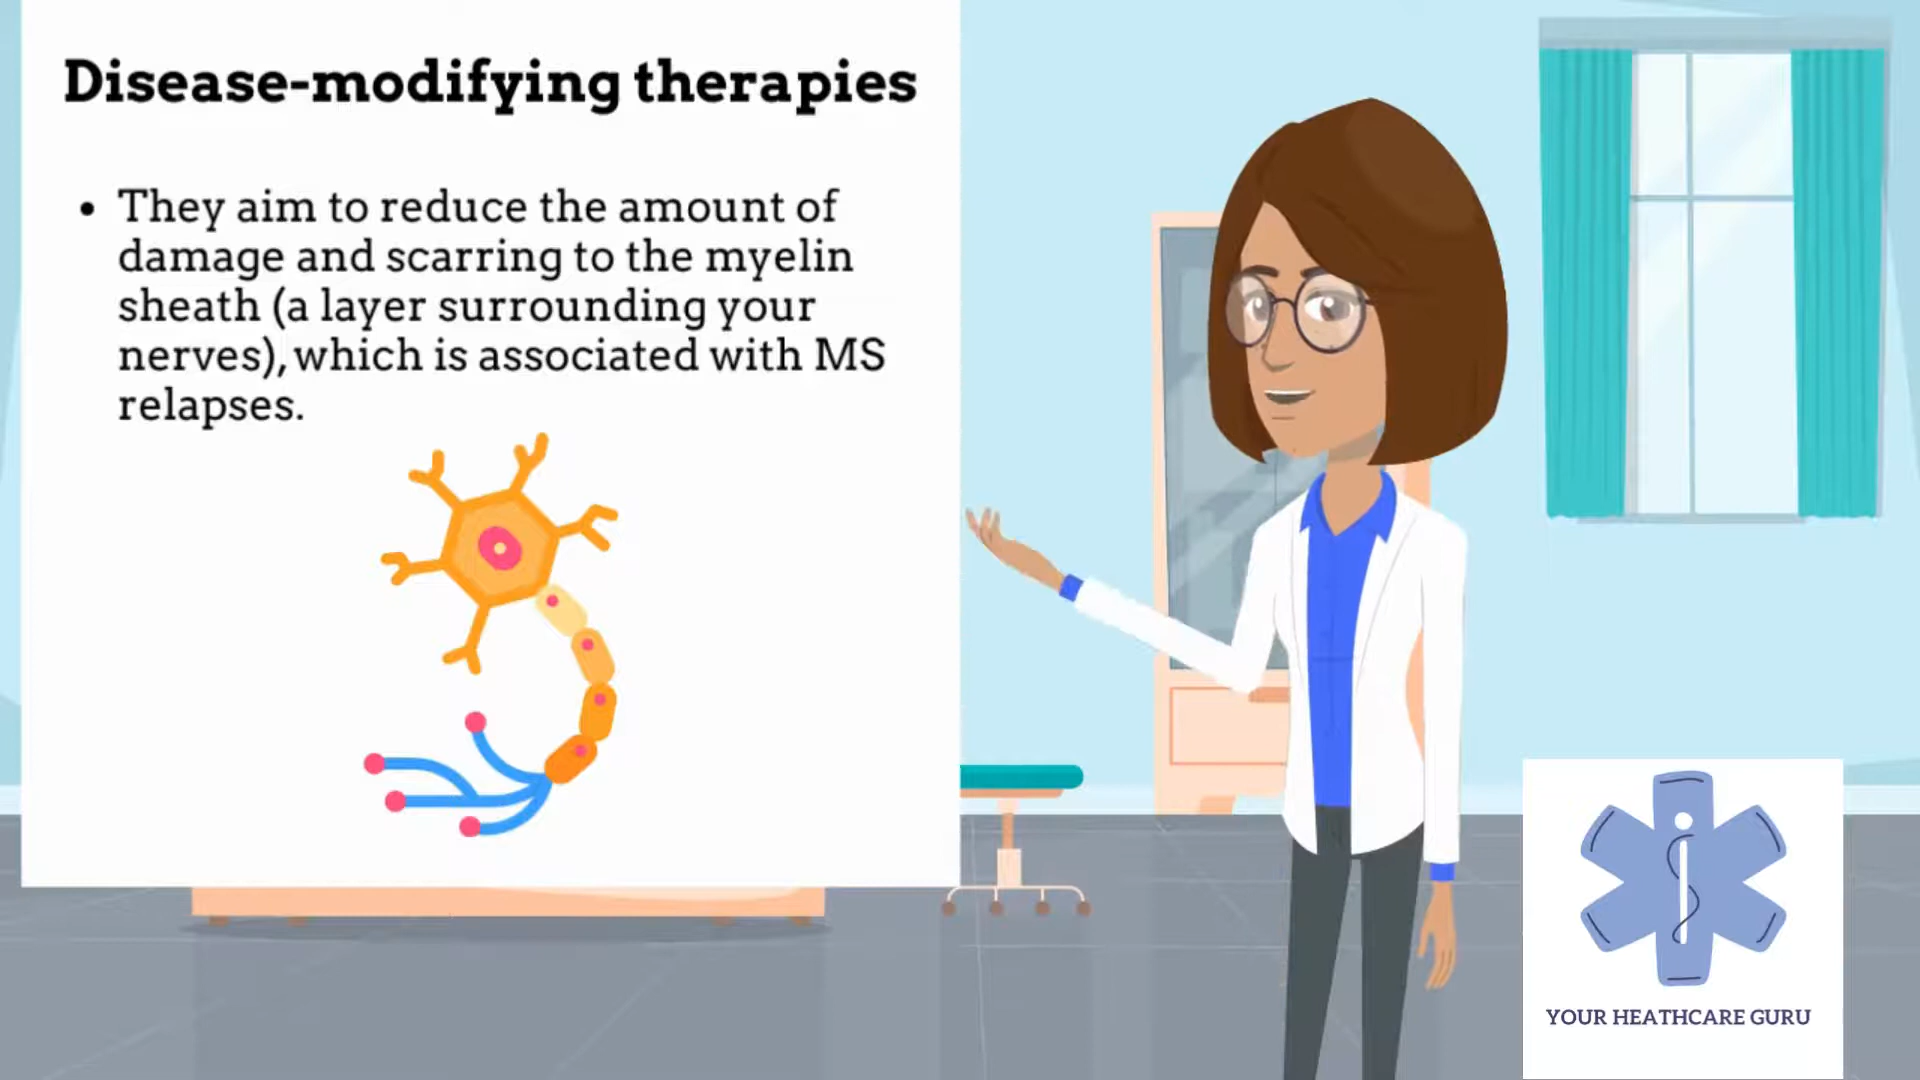 Disease-modifying therapies
• They aim to reduce the amount of
damage and scarring to the myelin
sheath (a layer surrounding your
nerves), which is associated with MS
relapses.
YOUR HEATHCARE GURU